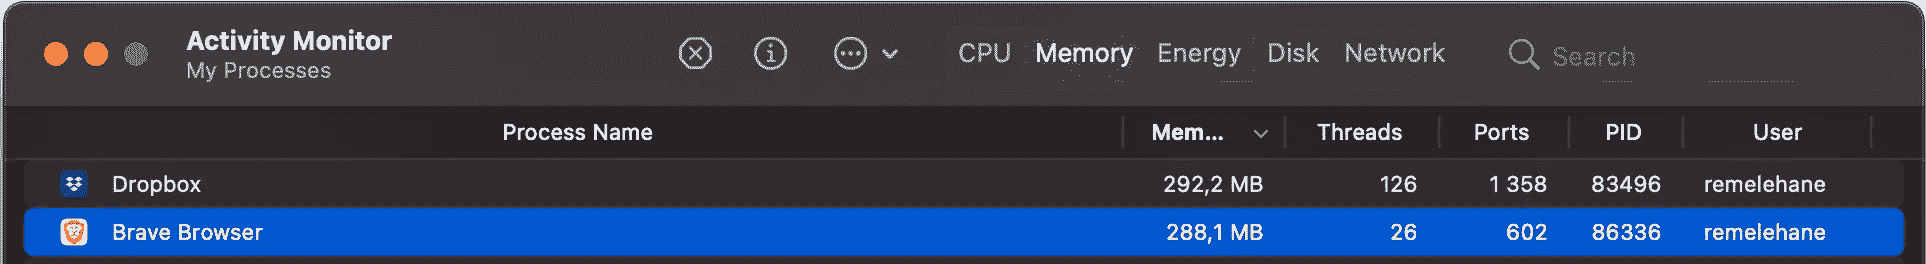 Activity Monitor
My Processes
CPU Memory Energy Disk Network Search
Process Name Mem... Threads Ports PID User
Dropbox 292,2 MB 126 1 358 83496 remelehane
Brave Browser 288,1 MB 26 602 86336 remelehane